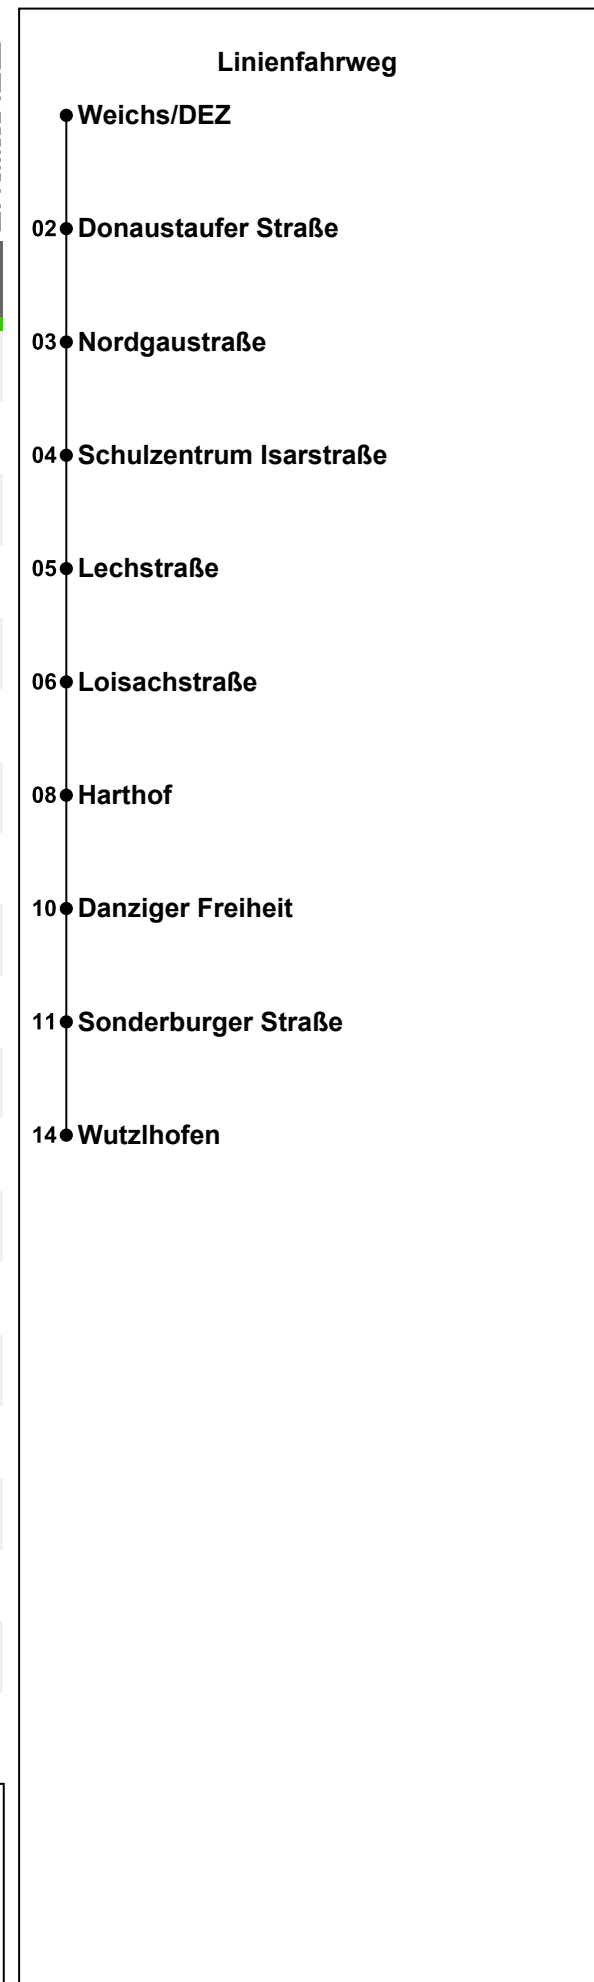 Linienfahrweg
Weichs/DEZ
02 Donaustaufer Straße
03 Nordgaustraße
04 Schulzentrum Isarstraße
05 Lechstraße
06 Loisachstraße
08 Harthof
10 Danziger Freiheit
11 Sonderburger Straße
14 Wutzlhofen